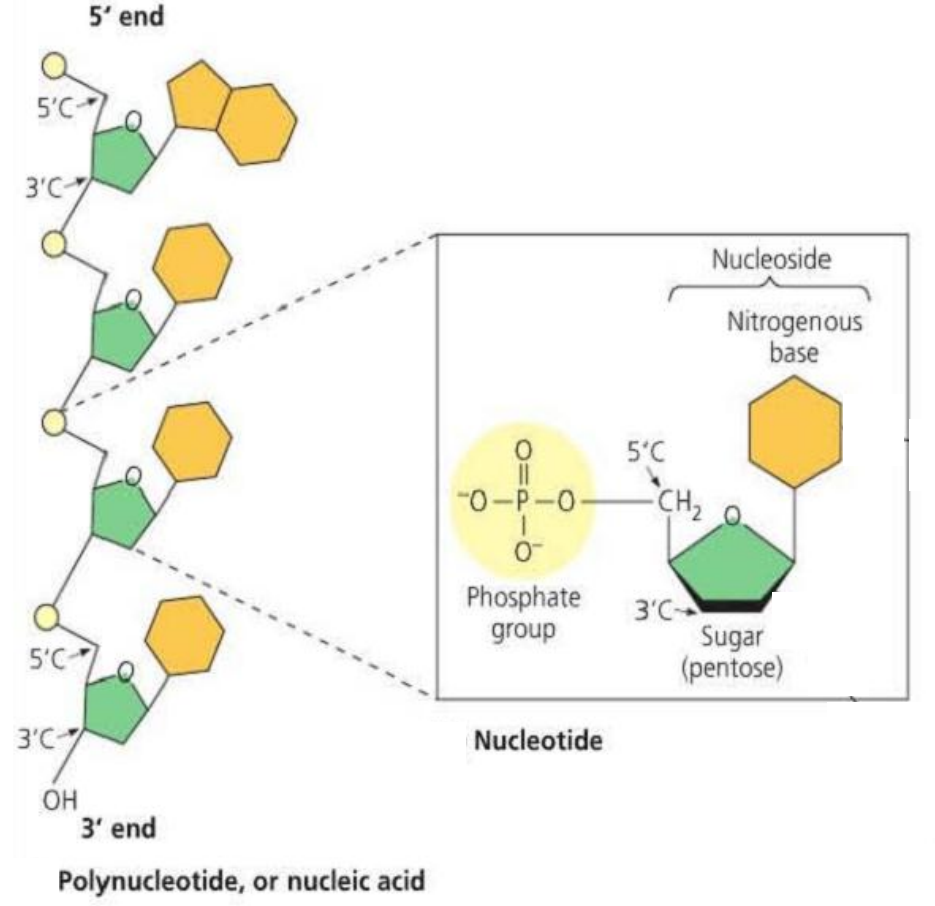 5′ end
5′C
O
3′C
O
O
5′C
O
3′C
OH
3′ end
Polynucleotide, or nucleic acid
Nucleoside
Nitrogenous
base
O
⁻O–P–O
O⁻
Phosphate
group
5′C
CH₂
O
3′C
Sugar
(pentose)
Nucleotide